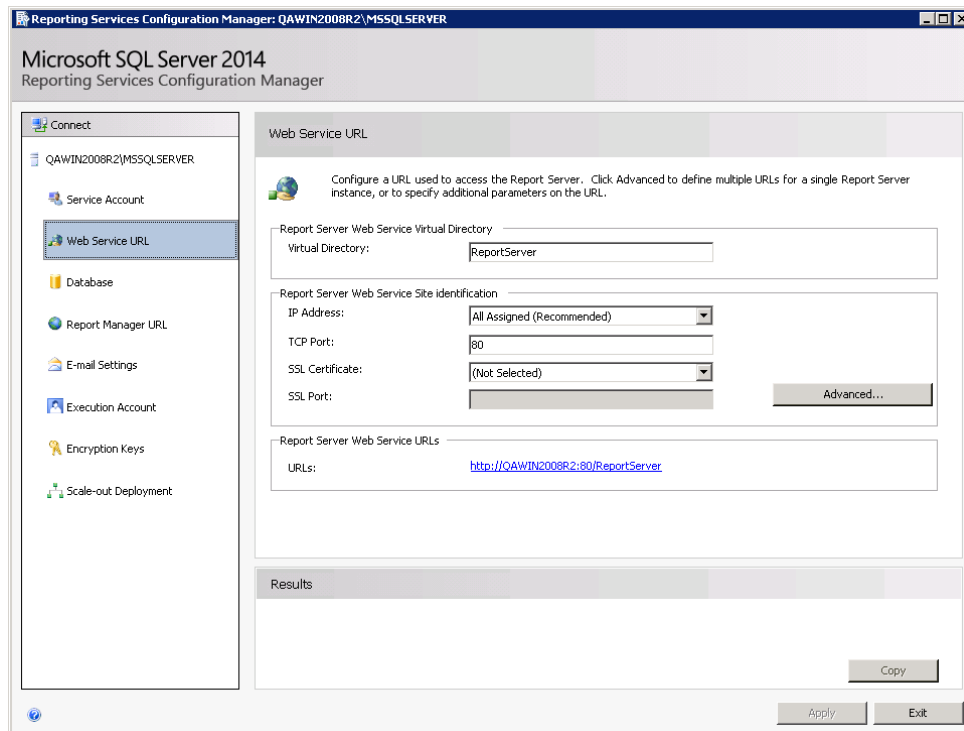 Reporting Services Configuration Manager: QAWIN2008R2\MSSQLSERVER
Microsoft SQL Server 2014
Reporting Services Configuration Manager
Connect
QAWIN2008R2\MSSQLSERVER
Service Account
Web Service URL
Database
Report Manager URL
E-mail Settings
Execution Account
Encryption Keys
Scale-out Deployment
Web Service URL
Configure a URL used to access the Report Server.  Click Advanced to define multiple URLs for a single Report Server
instance, or to specify additional parameters on the URL.
Report Server Web Service Virtual Directory
Virtual Directory: ReportServer
Report Server Web Service Site identification
IP Address: All Assigned (Recommended)
TCP Port: 80
SSL Certificate: (Not Selected)
SSL Port:
Advanced...
Report Server Web Service URLs
URLs: http://QAWIN2008R2:80/ReportServer
Results
Copy
Apply Exit